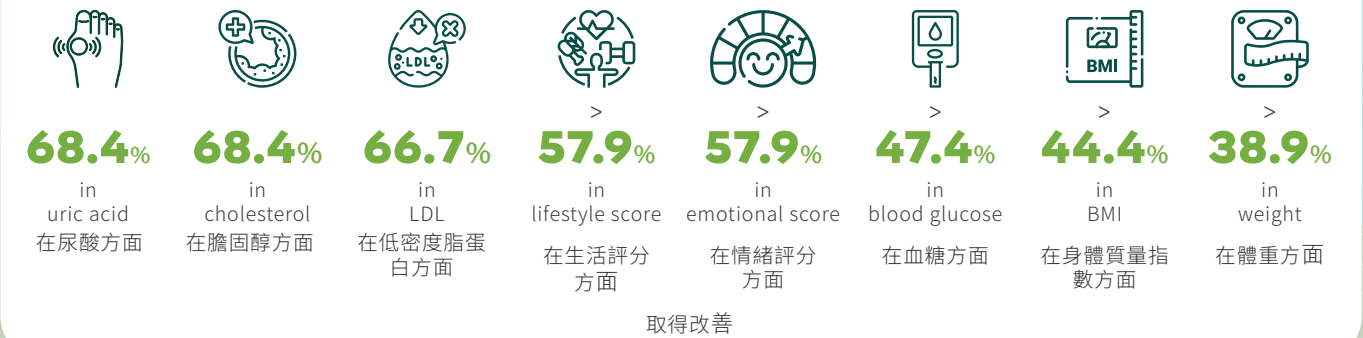 LDL
BMI
>
>
>
>
>
68.4%
68.4%
66.7%
57.9%
57.9%
47.4%
44.4%
38.9%
in
uric acid
在尿酸方面
in
cholesterol
在膽固醇方面
in
LDL
在低密度脂蛋
白方面
in
lifestyle score
在生活評分
方面
in
emotional score
在情緒評分
方面
in
blood glucose
在血糖方面
in
BMI
在身體質量指
數方面
in
weight
在體重方面
取得改善